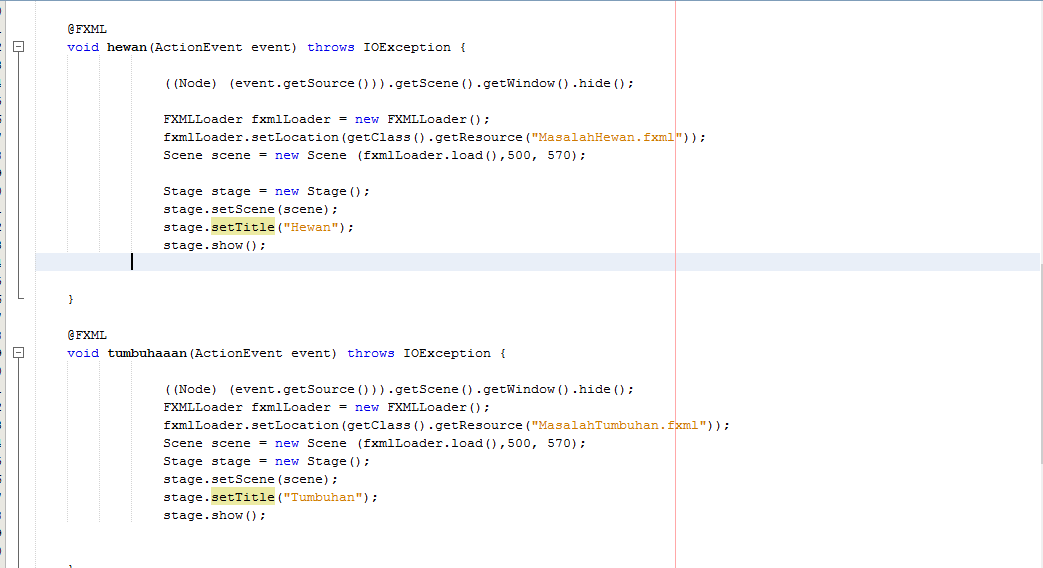 @FXML
void hewan(ActionEvent event) throws IOException {
((Node) (event.getSource())).getScene().getWindow().hide();
FXMLLoader fxmlLoader = new FXMLLoader();
fxmlLoader.setLocation(getClass().getResource("MasalahHewan.fxml"));
Scene scene = new Scene (fxmlLoader.load(),500, 570);
Stage stage = new Stage();
stage.setScene(scene);
stage.setTitle("Hewan");
stage.show();
}
@FXML
void tumbuhaaan(ActionEvent event) throws IOException {
((Node) (event.getSource())).getScene().getWindow().hide();
FXMLLoader fxmlLoader = new FXMLLoader();
fxmlLoader.setLocation(getClass().getResource("MasalahTumbuhan.fxml"));
Scene scene = new Scene (fxmlLoader.load(),500, 570);
Stage stage = new Stage();
stage.setScene(scene);
stage.setTitle("Tumbuhan");
stage.show();